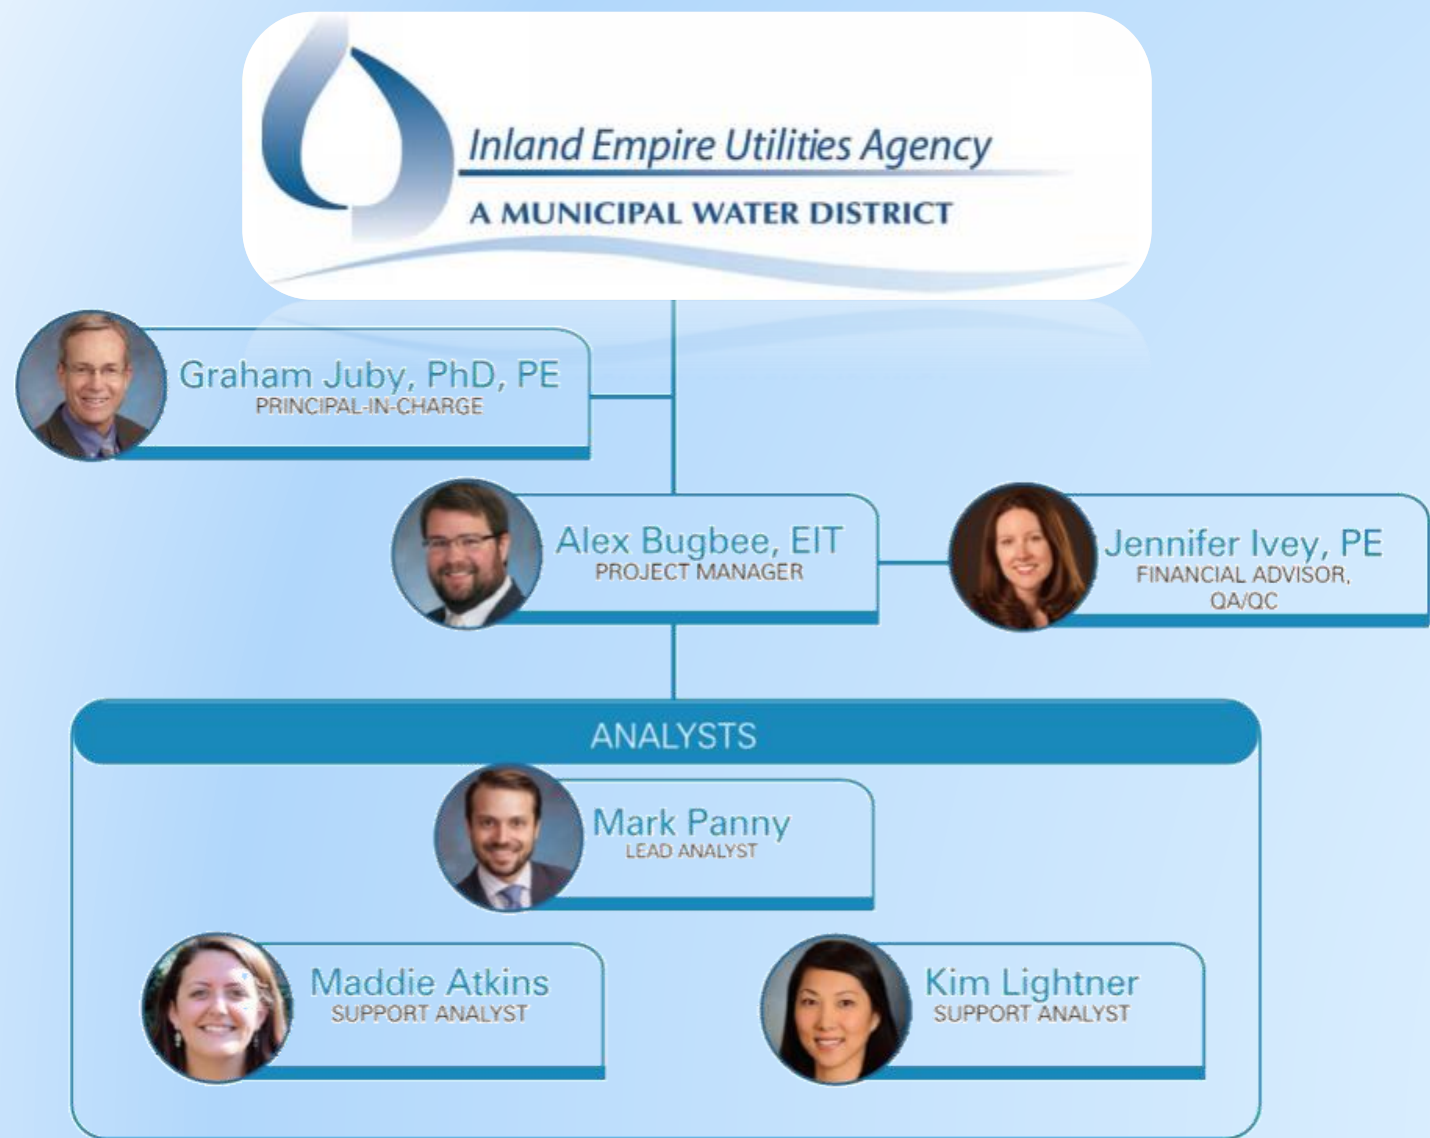 Inland Empire Utilities Agency
A MUNICIPAL WATER DISTRICT
Graham Juby, PhD, PE
PRINCIPAL-IN-CHARGE
Alex Bugbee, EIT
PROJECT MANAGER
Jennifer Ivey, PE
FINANCIAL ADVISOR,
QA/QC
ANALYSTS
Mark Panny
LEAD ANALYST
Maddie Atkins
SUPPORT ANALYST
Kim Lightner
SUPPORT ANALYST